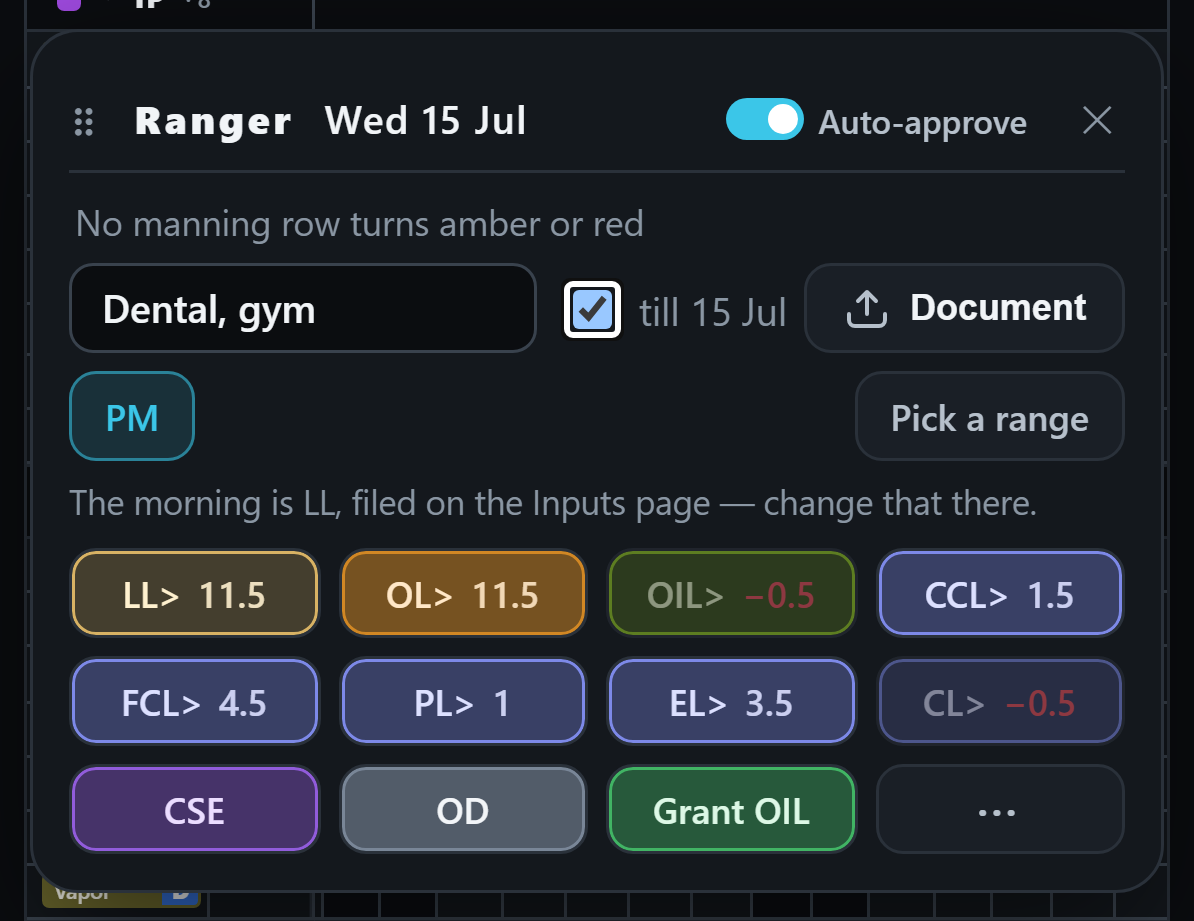 Ranger Wed 15 Jul Auto-approve
No manning row turns amber or red
Dental, gym till 15 Jul Document
PM Pick a range
The morning is LL, filed on the Inputs page — change that there.
LL> 11.5 OL> 11.5 OIL> −0.5 CCL> 1.5
FCL> 4.5 PL> 1 EL> 3.5 CL> −0.5
CSE OD Grant OIL ...
Vapor